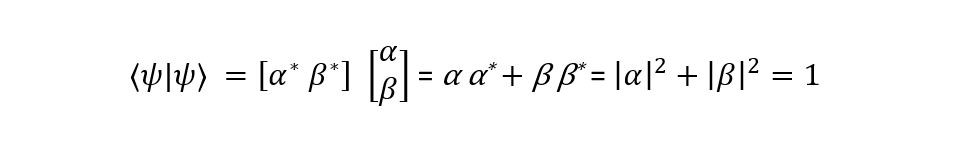 ⟨ψ|ψ⟩ = [α* β*] [α β] = α α* + β β* = |α|² + |β|² = 1